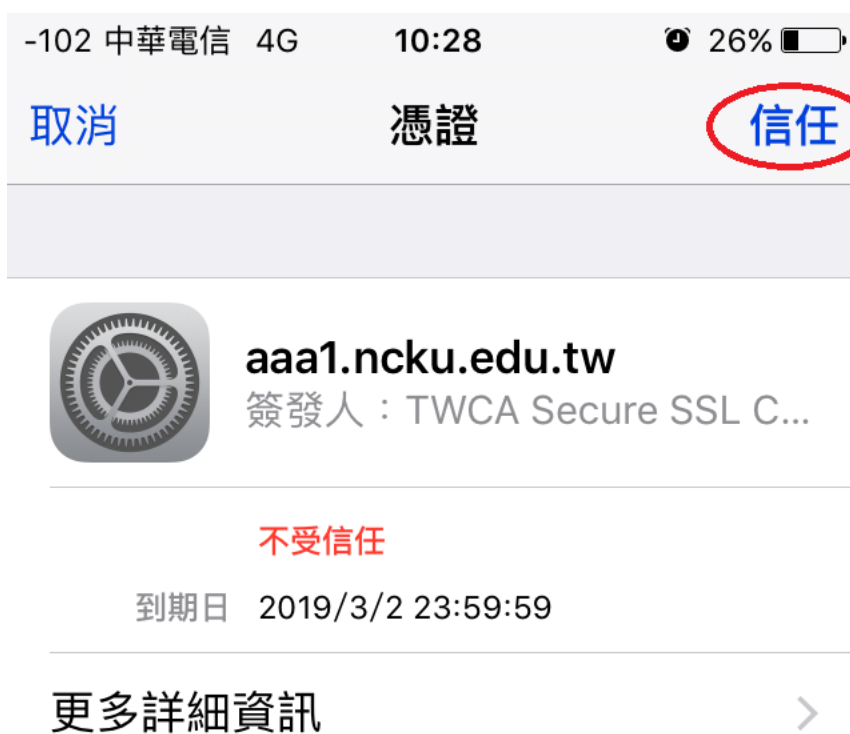 -102 中華電信 4G 10:28 26%
取消 憑證 信任
aaa1.ncku.edu.tw
簽發人：TWCA Secure SSL C...
不受信任
到期日 2019/3/2 23:59:59
更多詳細資訊